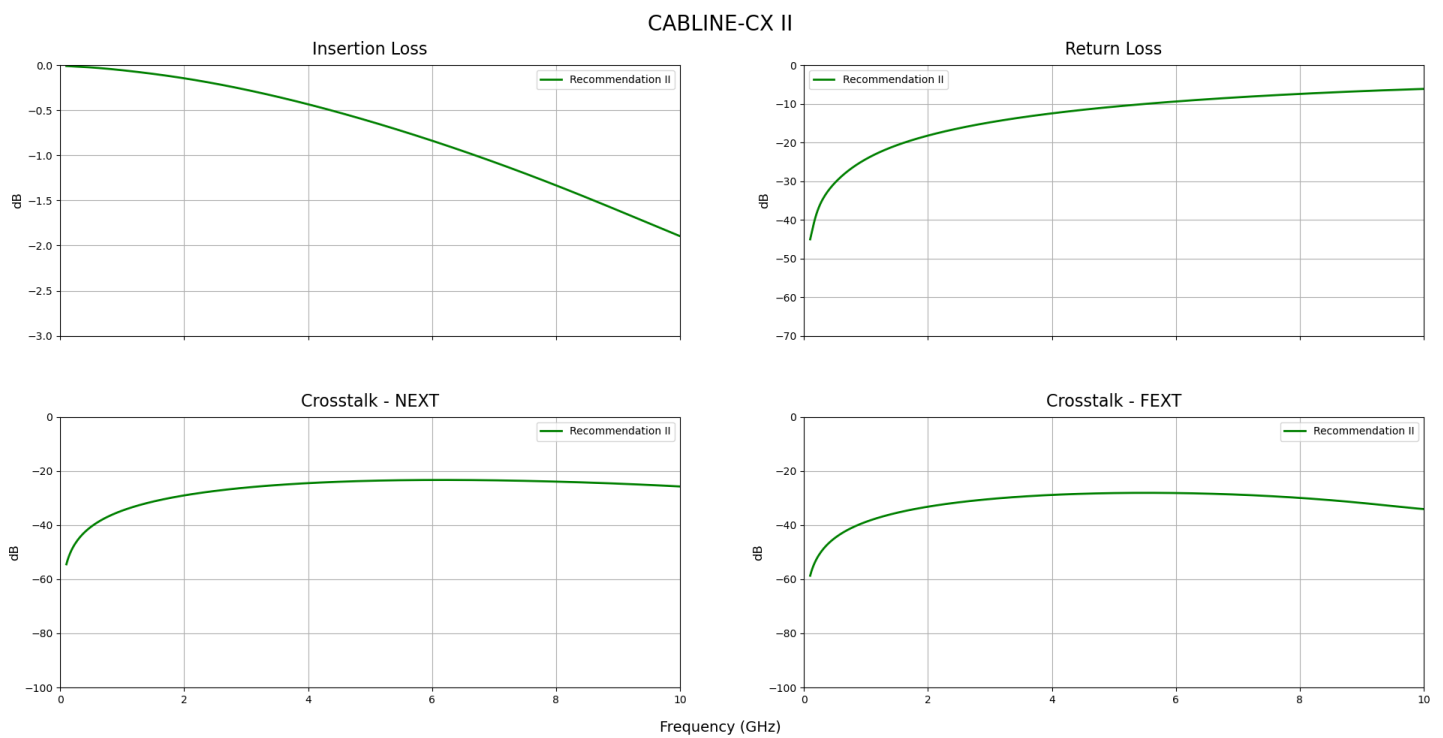 CABLINE-CX II
Insertion Loss
Return Loss
0.0
−0.5
−1.0
−1.5
−2.0
−2.5
−3.0
dB
Recommendation II
0
−10
−20
−30
−40
−50
−60
−70
dB
Recommendation II
Crosstalk - NEXT
Crosstalk - FEXT
0
−20
−40
−60
−80
−100
dB
Recommendation II
0 2 4 6 8 10
0
−20
−40
−60
−80
−100
dB
Recommendation II
0 2 4 6 8 10
Frequency (GHz)